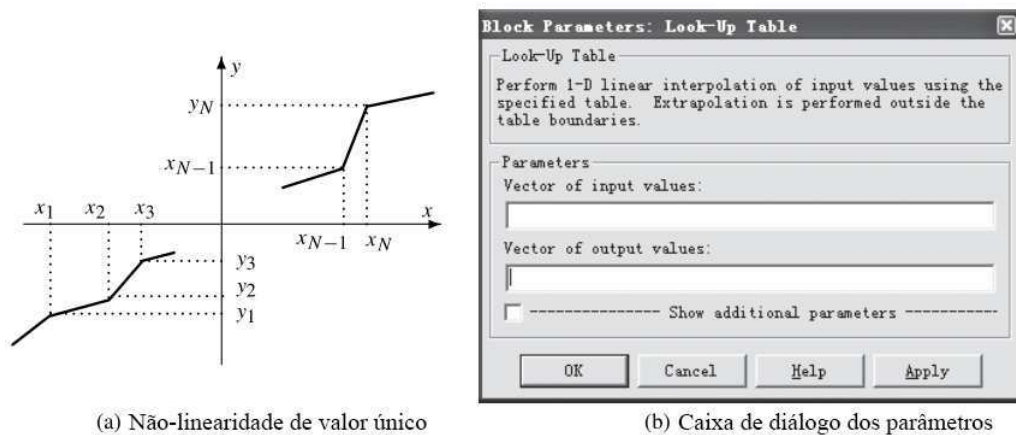 y
y_N
x_{N-1}
x_1 x_2 x_3
x
x_{N-1} x_N
y_3
y_2
y_1
(a) Não-linearidade de valor único
Block Parameters: Look-Up Table
Look-Up Table
Perform 1-D linear interpolation of input values using the
specified table. Extrapolation is performed outside the
table boundaries.
Parameters
Vector of input values:
Vector of output values:
--------------- Show additional parameters -----------
OK Cancel Help Apply
(b) Caixa de diálogo dos parâmetros